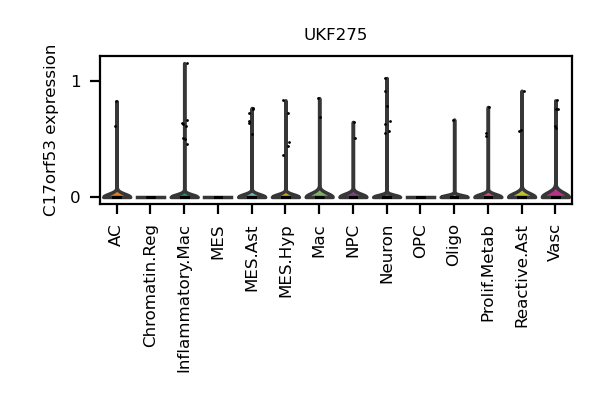 UKF275
C17orf53 expression
1
0
AC
Chromatin.Reg
Inflammatory.Mac
MES
MES.Ast
MES.Hyp
Mac
NPC
Neuron
OPC
Oligo
Prolif.Metab
Reactive.Ast
Vasc